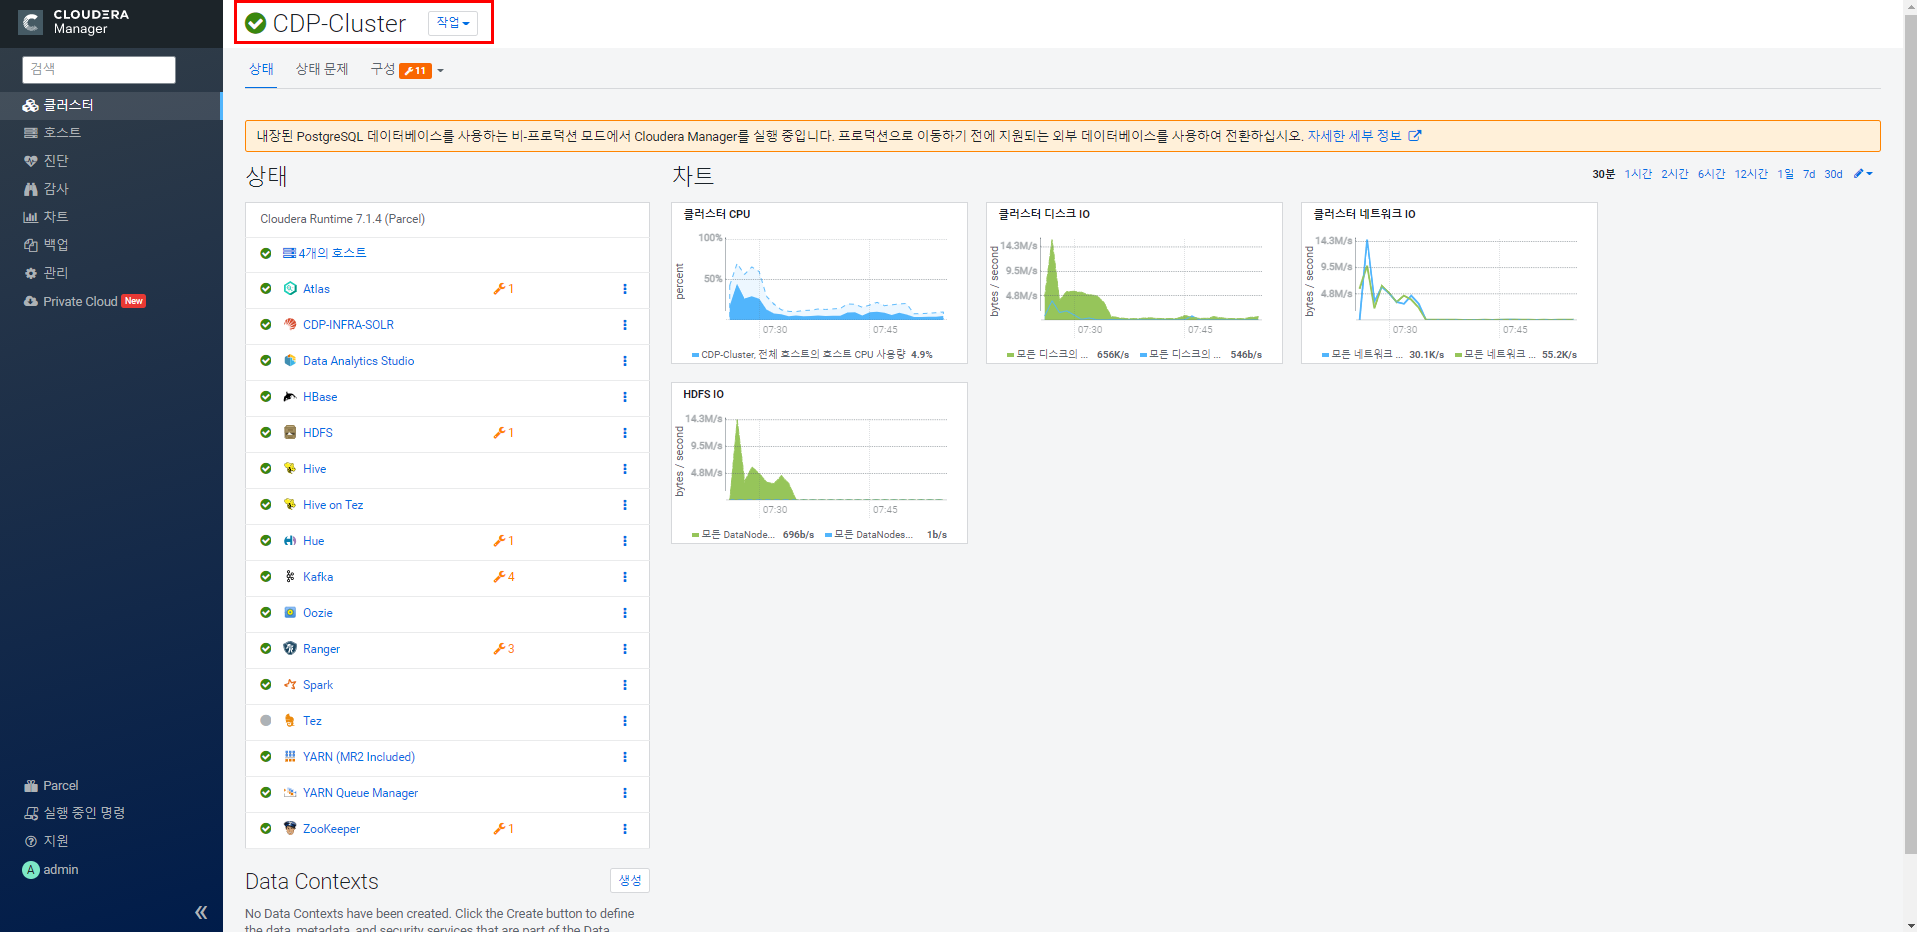 CLOUDERA
Manager
검색
클러스터
호스트
진단
감사
차트
백업
관리
Private Cloud New
Parcel
실행 중인 명령
지원
A admin
CDP-Cluster 작업
상태 상태 문제 구성 11
내장된 PostgreSQL 데이터베이스를 사용하는 비-프로덕션 모드에서 Cloudera Manager를 실행 중입니다. 프로덕션으로 이동하기 전에 지원되는 외부 데이터베이스를 사용하여 전환하십시오. 자세한 세부 정보
상태
Cloudera Runtime 7.1.4 (Parcel)
4개의 호스트
Atlas 1
CDP-INFRA-SOLR
Data Analytics Studio
HBase
HDFS 1
Hive
Hive on Tez
Hue 1
Kafka 4
Oozie
Ranger 3
Spark
Tez
YARN (MR2 Included)
YARN Queue Manager
ZooKeeper 1
Data Contexts 생성
No Data Contexts have been created. Click the Create button to define
the data, metadata, and security services that are part of the Data
차트
30분 1시간 2시간 6시간 12시간 1일 7d 30d
클러스터 CPU
percent
100%
50%
07:30 07:45
CDP-Cluster, 전체 호스트의 호스트 CPU 사용량 4.9%
클러스터 디스크 IO
bytes / second
14.3M/s
9.5M/s
4.8M/s
07:30 07:45
모든 디스크의 ... 656K/s 모든 디스크의 ... 546b/s
클러스터 네트워크 IO
bytes / second
14.3M/s
9.5M/s
4.8M/s
07:30 07:45
모든 네트워크 ... 30.1K/s 모든 네트워크 ... 55.2K/s
HDFS IO
bytes / second
14.3M/s
9.5M/s
4.8M/s
07:30 07:45
모든 DataNode... 696b/s 모든 DataNodes... 1b/s